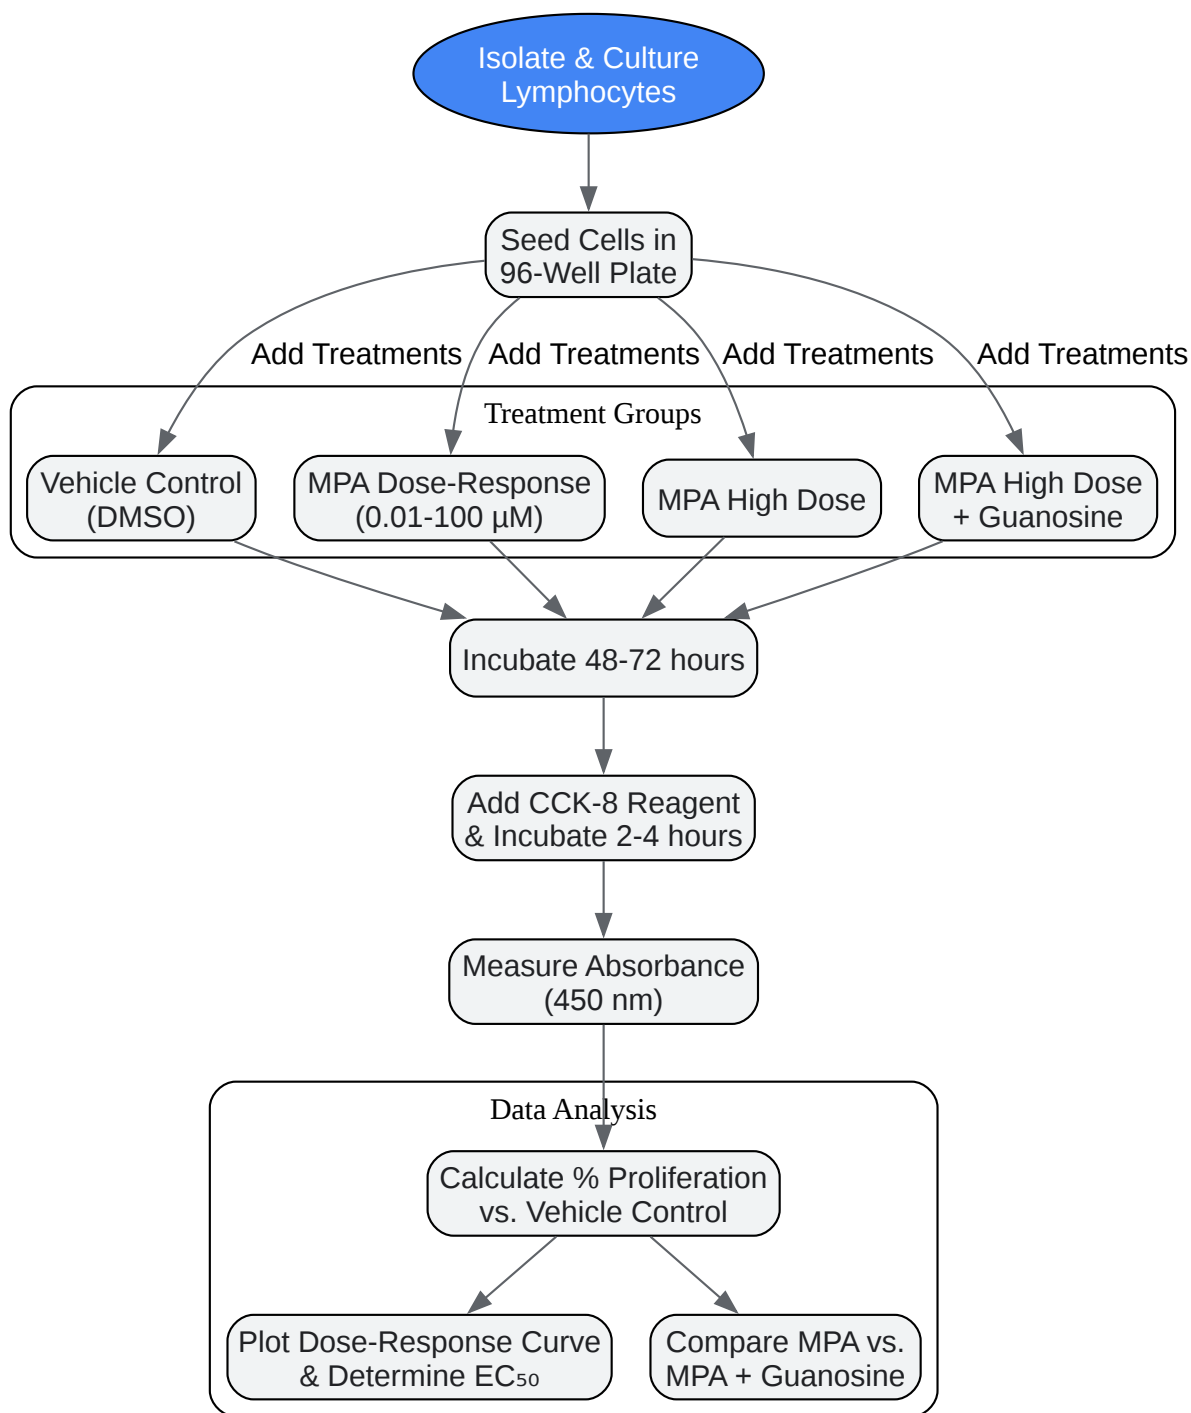 Isolate & Culture
Lymphocytes
Seed Cells in
96-Well Plate
Add Treatments
Add Treatments
Add Treatments
Add Treatments
Treatment Groups
Vehicle Control
(DMSO)
MPA Dose-Response
(0.01-100 µM)
MPA High Dose
MPA High Dose
+ Guanosine
Incubate 48-72 hours
Add CCK-8 Reagent
& Incubate 2-4 hours
Measure Absorbance
(450 nm)
Data Analysis
Calculate % Proliferation
vs. Vehicle Control
Plot Dose-Response Curve
& Determine EC₅₀
Compare MPA vs.
MPA + Guanosine